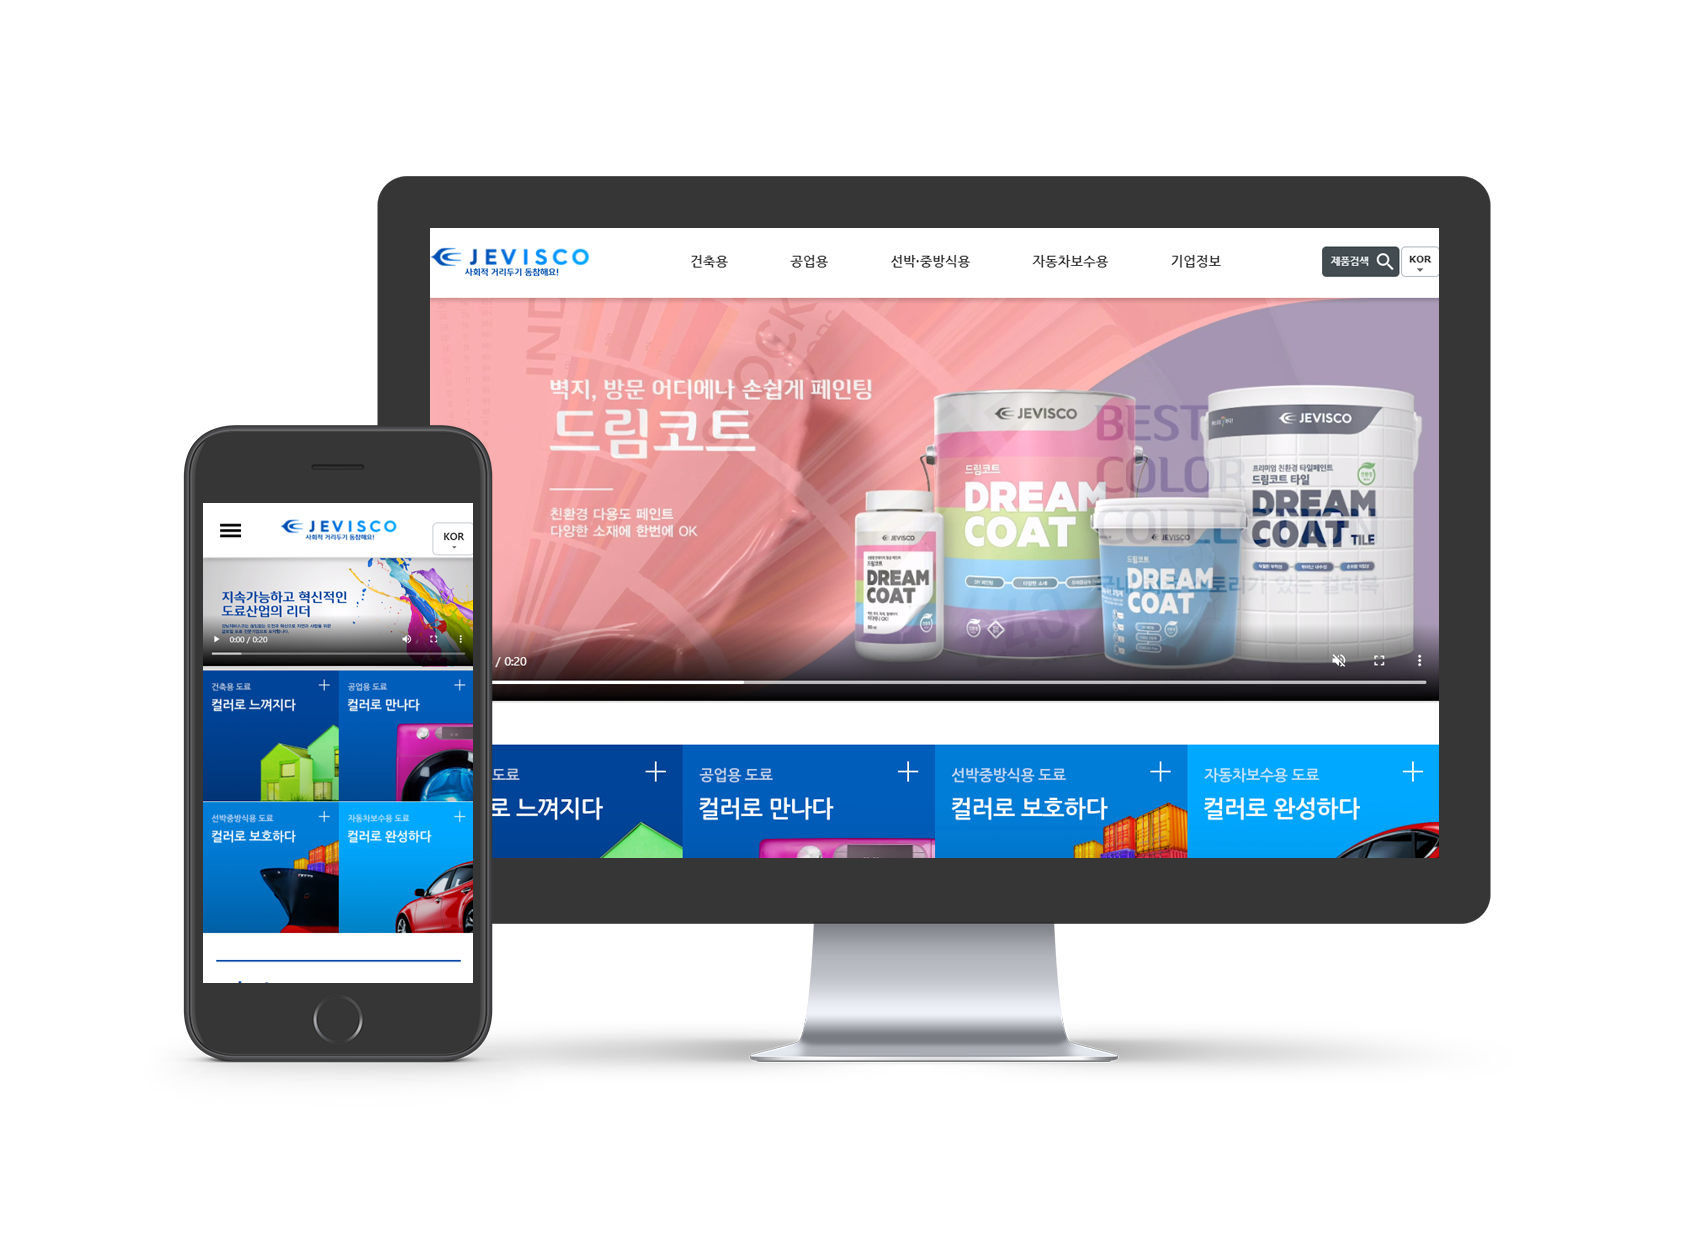 JEVISCO
사회적 거리두기 동참해요!
건축용
공업용
선박·중방식용
자동차보수용
기업정보
제품검색
KOR
벽지, 방문 어디에나 손쉽게 페인팅
드림코트
친환경 다용도 페인트
다양한 소재에 한번에 OK
IND
OCK
BEST
COLOR
COLLE
N
토리가 있는 컬러북
JEVISCO
드림코트
DREAM
COAT
JEVISCO
드림코트
DREAM
COAT
JEVISCO
DREAM
COAT
JEVISCO
프리미엄 친환경 타일페인트
드림코트 타일
DREAM
COAT TILE
/ 0:20
도료
로 느껴지다
공업용 도료
컬러로 만나다
선박중방식용 도료
컬러로 보호하다
자동차보수용 도료
컬러로 완성하다
JEVISCO
사회적 거리두기 동참해요!
KOR
지속가능하고 혁신적인
도료산업의 리더
0:00 / 0:20
건축용 도료
컬러로 느껴지다
공업용 도료
컬러로 만나다
선박중방식용 도료
컬러로 보호하다
자동차보수용 도료
컬러로 완성하다